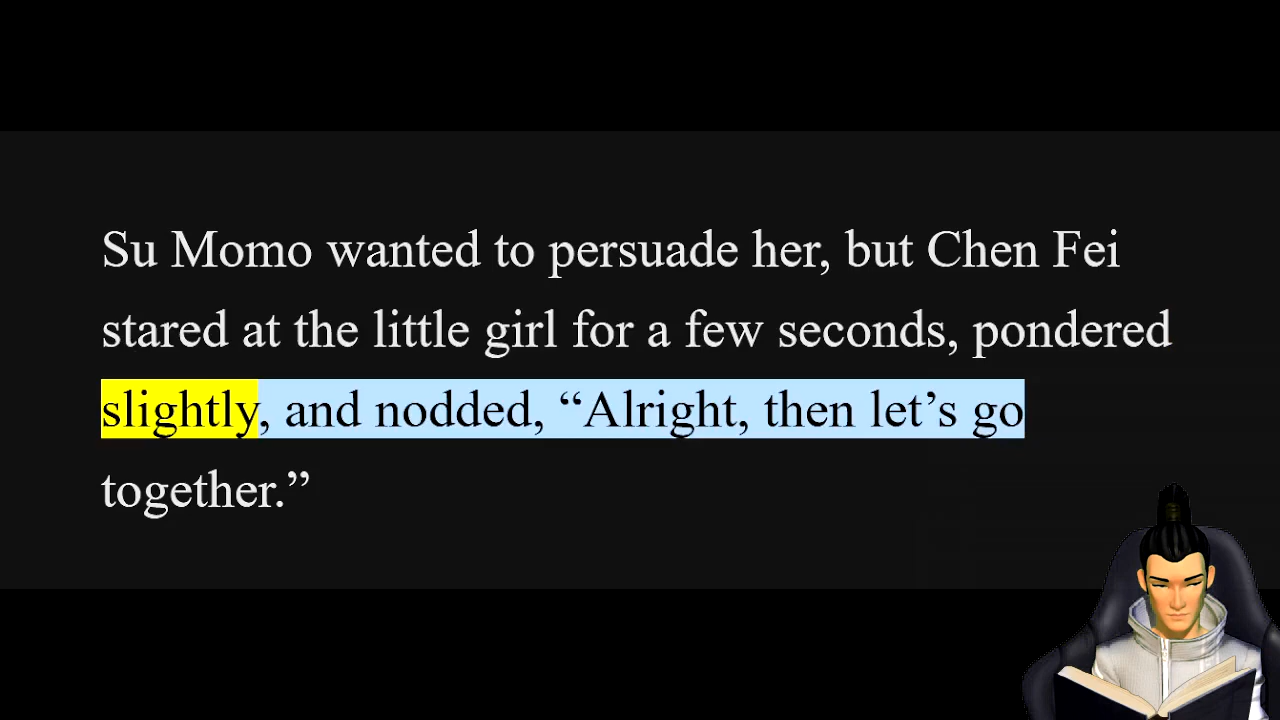 Su Momo wanted to persuade her, but Chen Fei
stared at the little girl for a few seconds, pondered
slightly, and nodded, “Alright, then let’s go
together.”